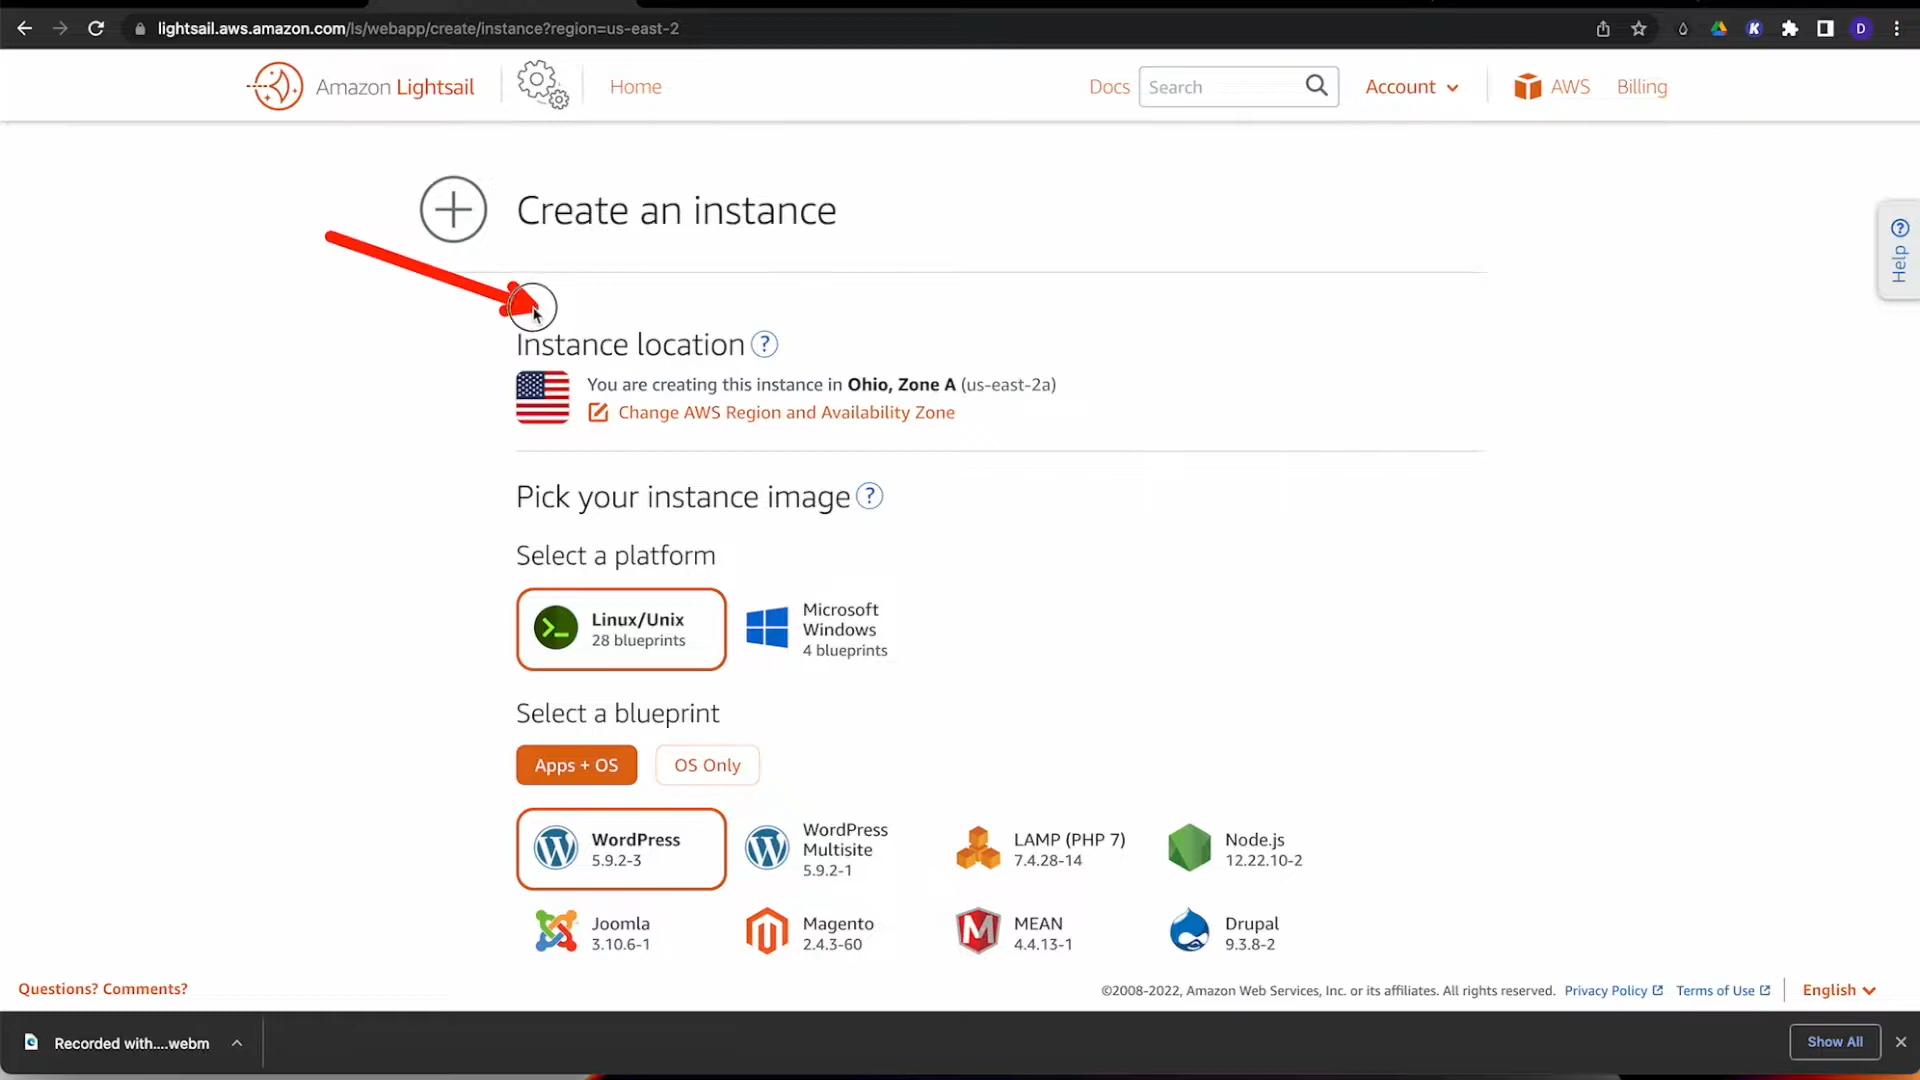 lightsail.aws.amazon.com/ls/webapp/create/instance?region=us-east-2
K
D
Amazon Lightsail
Home
Docs
Search
Account
AWS
Billing
Create an instance
? Help
Instance location ?
You are creating this instance in Ohio, Zone A (us-east-2a)
Change AWS Region and Availability Zone
Pick your instance image ?
Select a platform
Linux/Unix
28 blueprints
Microsoft
Windows
4 blueprints
Select a blueprint
Apps + OS
OS Only
WordPress
5.9.2-3
WordPress
Multisite
5.9.2-1
LAMP (PHP 7)
7.4.28-14
Node.js
12.22.10-2
Joomla
3.10.6-1
Magento
2.4.3-60
MEAN
4.4.13-1
Drupal
9.3.8-2
Questions? Comments?
©2008-2022, Amazon Web Services, Inc. or its affiliates. All rights reserved.
Privacy Policy
Terms of Use
English
Recorded with....webm
Show All